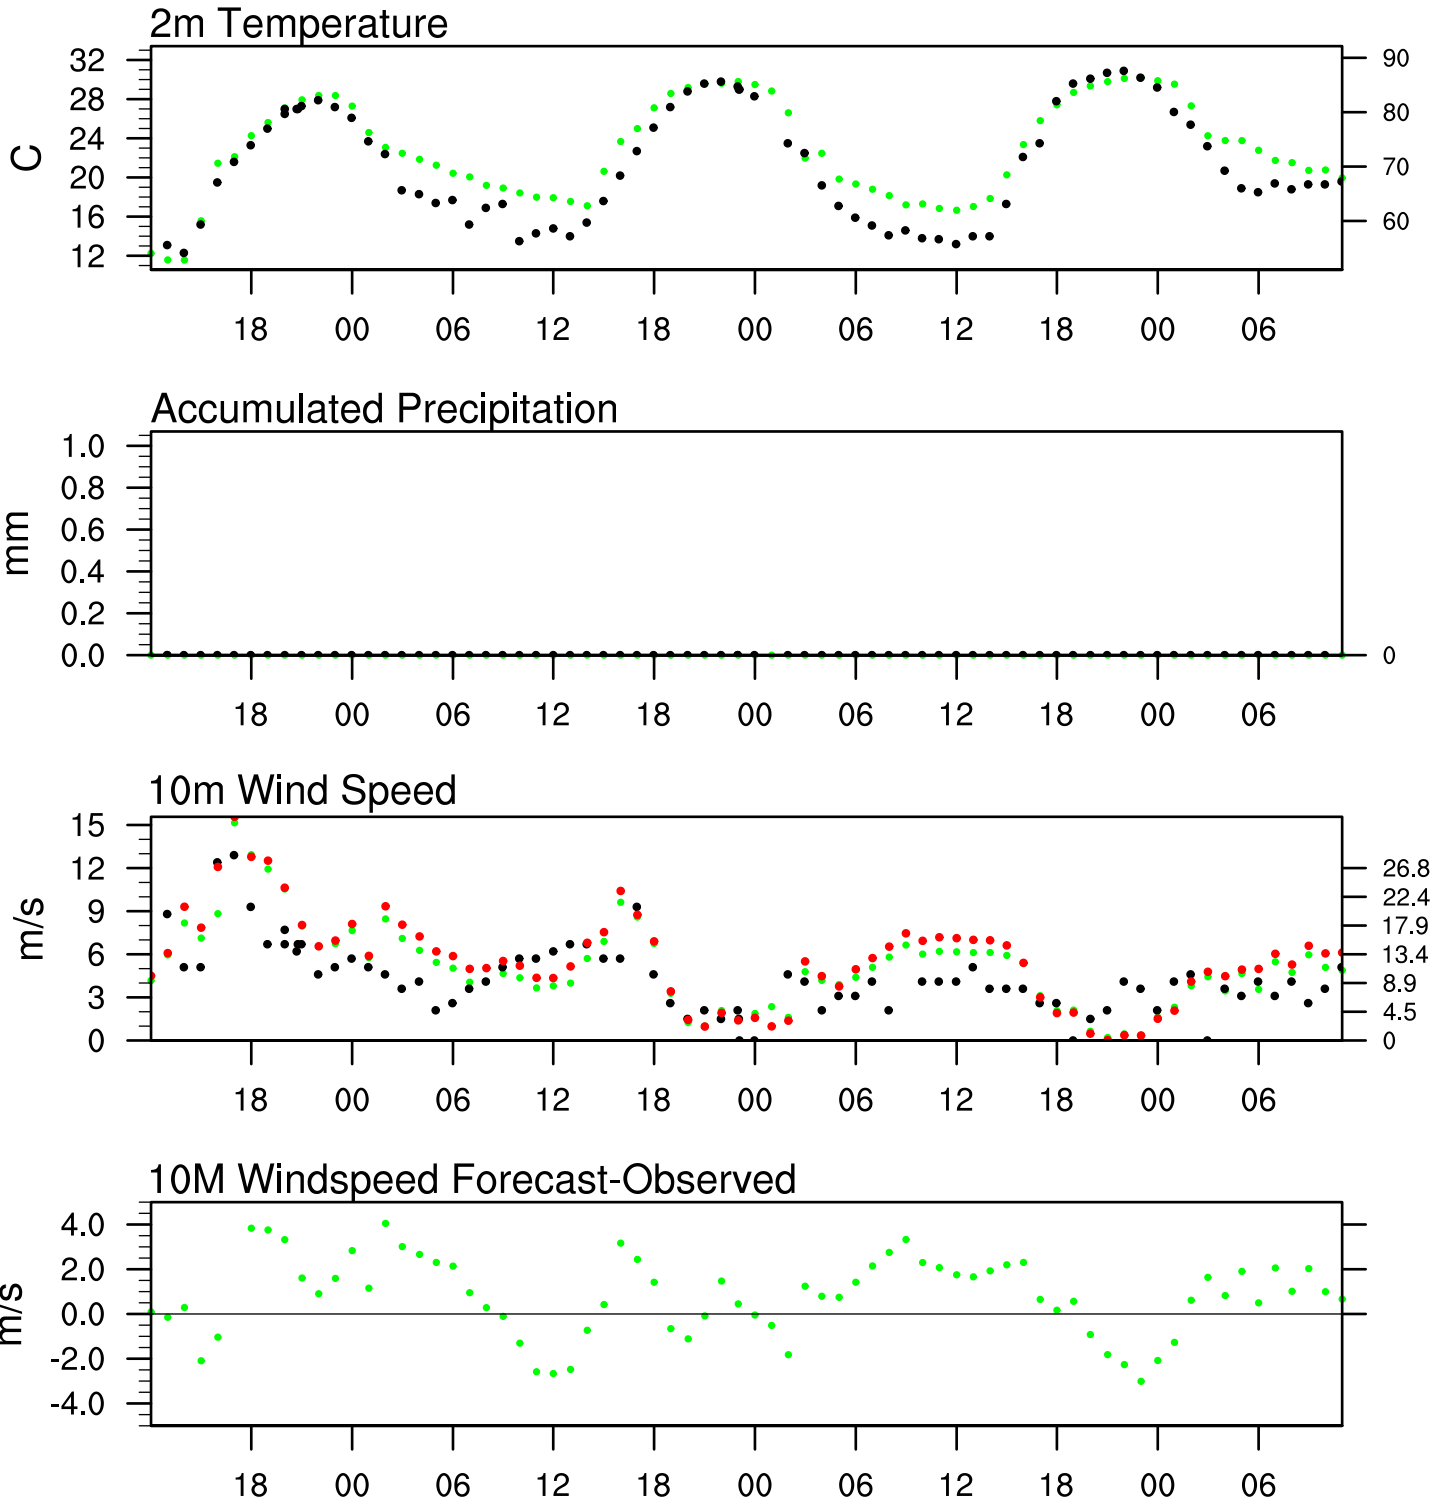 2m Temperature
32 90
28
80
24
C
70
20
16 60
12
18 00 06 12 18 00 06 12 18 00 06
Accumulated Precipitation
1.0
0.8
0.6
mm
0.4
0.2
0.0 0
18 00 06 12 18 00 06 12 18 00 06
10m Wind Speed
15
12 26.8
22.4
9 17.9
m/s
6 13.4
8.9
3
4.5
0 0
18 00 06 12 18 00 06 12 18 00 06
10M Windspeed Forecast-Observed
4.0
2.0
0.0
m/s
-2.0
-4.0
18 00 06 12 18 00 06 12 18 00 06